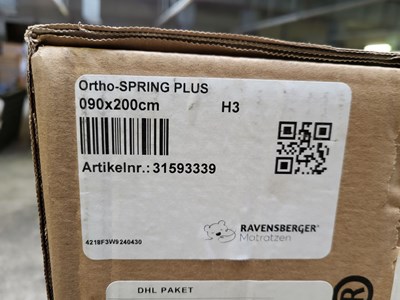 Ortho-SPRING PLUS
090x200cm H3
Artikelnr.: 31593339
RAVENSBERGER®
Matratzen
4218F3W9240430
DHL PAKET